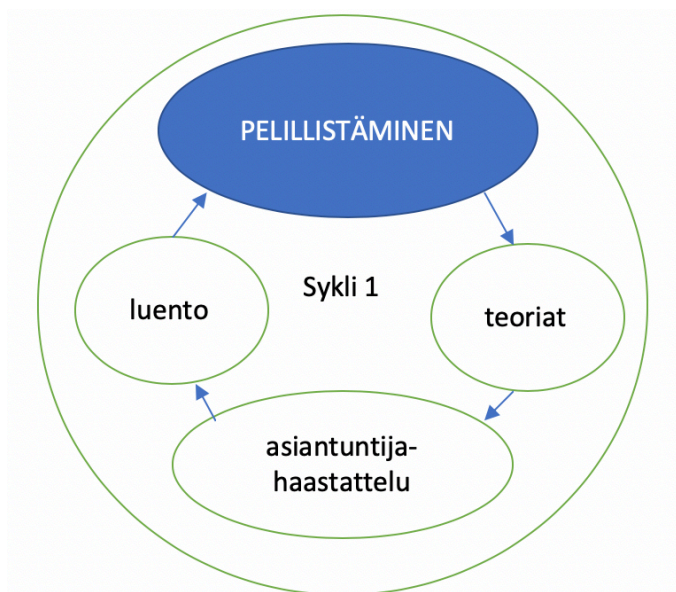 PELILLISTÄMINEN
Sykli 1
luento
teoriat
asiantuntija-
haastattelu